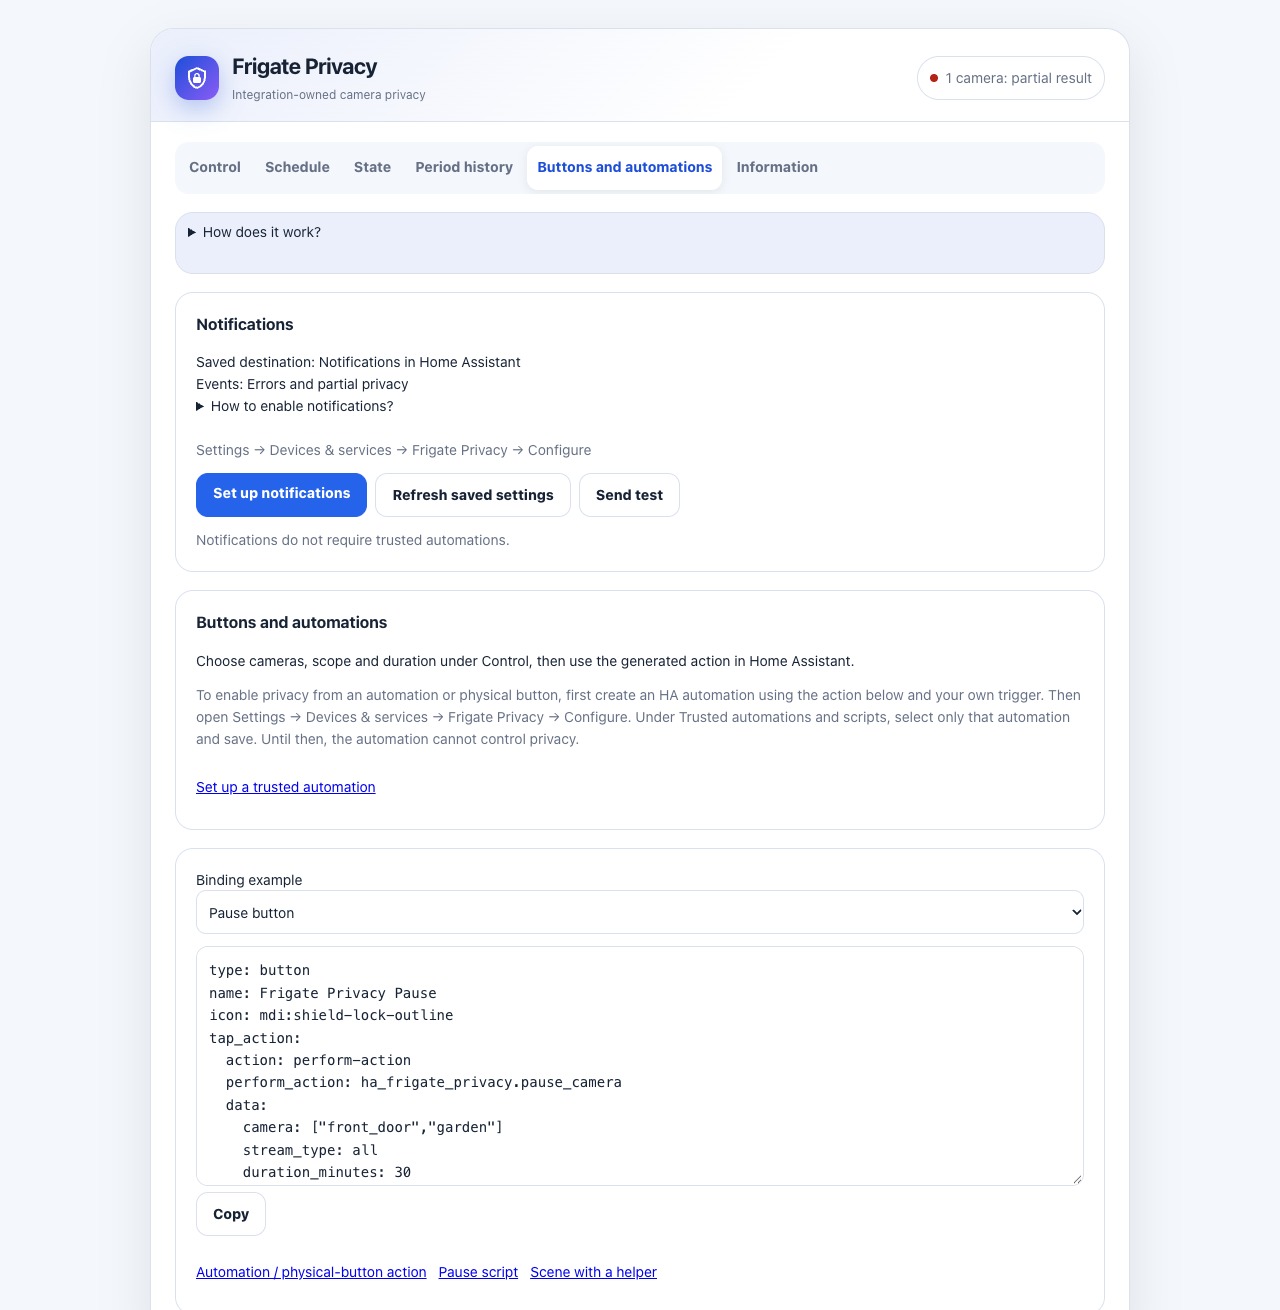 Frigate Privacy
Integration-owned camera privacy
1 camera: partial result
Control Schedule State Period history Buttons and automations Information
How does it work?
Notifications
Saved destination: Notifications in Home Assistant
Events: Errors and partial privacy
How to enable notifications?
Settings → Devices & services → Frigate Privacy → Configure
Set up notifications Refresh saved settings Send test
Notifications do not require trusted automations.
Buttons and automations
Choose cameras, scope and duration under Control, then use the generated action in Home Assistant.
To enable privacy from an automation or physical button, first create an HA automation using the action below and your own trigger. Then
open Settings → Devices & services → Frigate Privacy → Configure. Under Trusted automations and scripts, select only that automation
and save. Until then, the automation cannot control privacy.
Set up a trusted automation
Binding example
Pause button
type: button
name: Frigate Privacy Pause
icon: mdi:shield-lock-outline
tap_action:
  action: perform-action
  perform_action: ha_frigate_privacy.pause_camera
  data:
    camera: ["front_door","garden"]
    stream_type: all
    duration_minutes: 30
Copy
Automation / physical-button action Pause script Scene with a helper